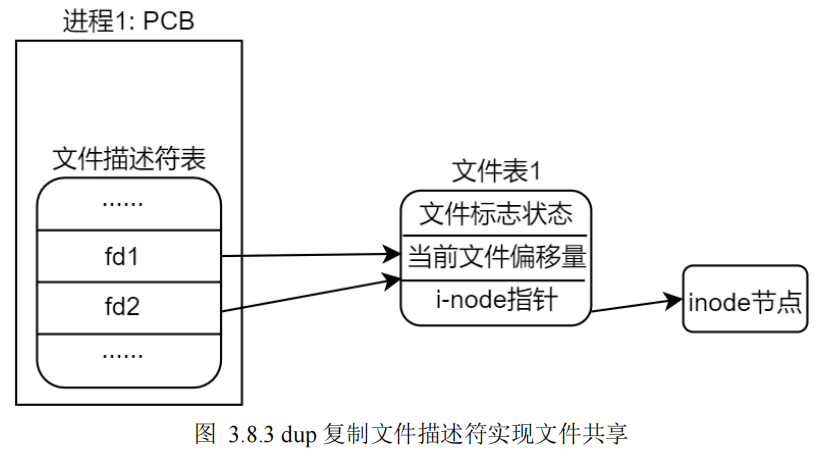 进程1: PCB
文件描述符表
······
fd1
fd2
······
文件表1
文件标志状态
当前文件偏移量
i-node指针
inode节点
图 3.8.3 dup 复制文件描述符实现文件共享